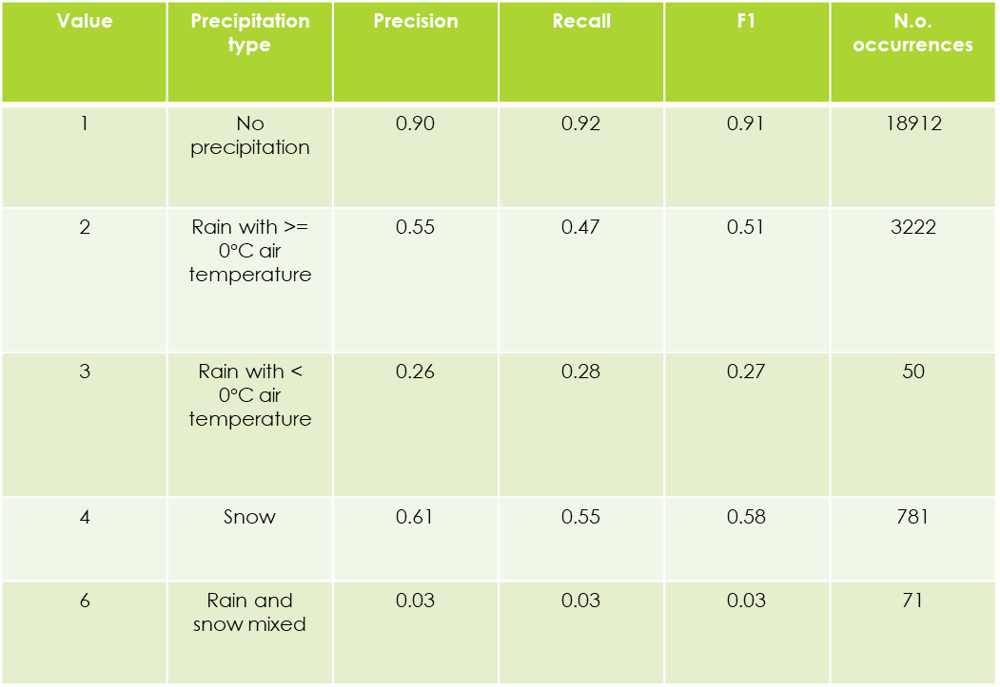 Value Precipitation Precision Recall F1 N.o.
type occurrences
1 No 0.90 0.92 0.91 18912
precipitation
2 Rain with >= 0.55 0.47 0.51 3222
0°C air
temperature
3 Rain with < 0.26 0.28 0.27 50
0°C air
temperature
4 Snow 0.61 0.55 0.58 781
6 Rain and 0.03 0.03 0.03 71
snow mixed